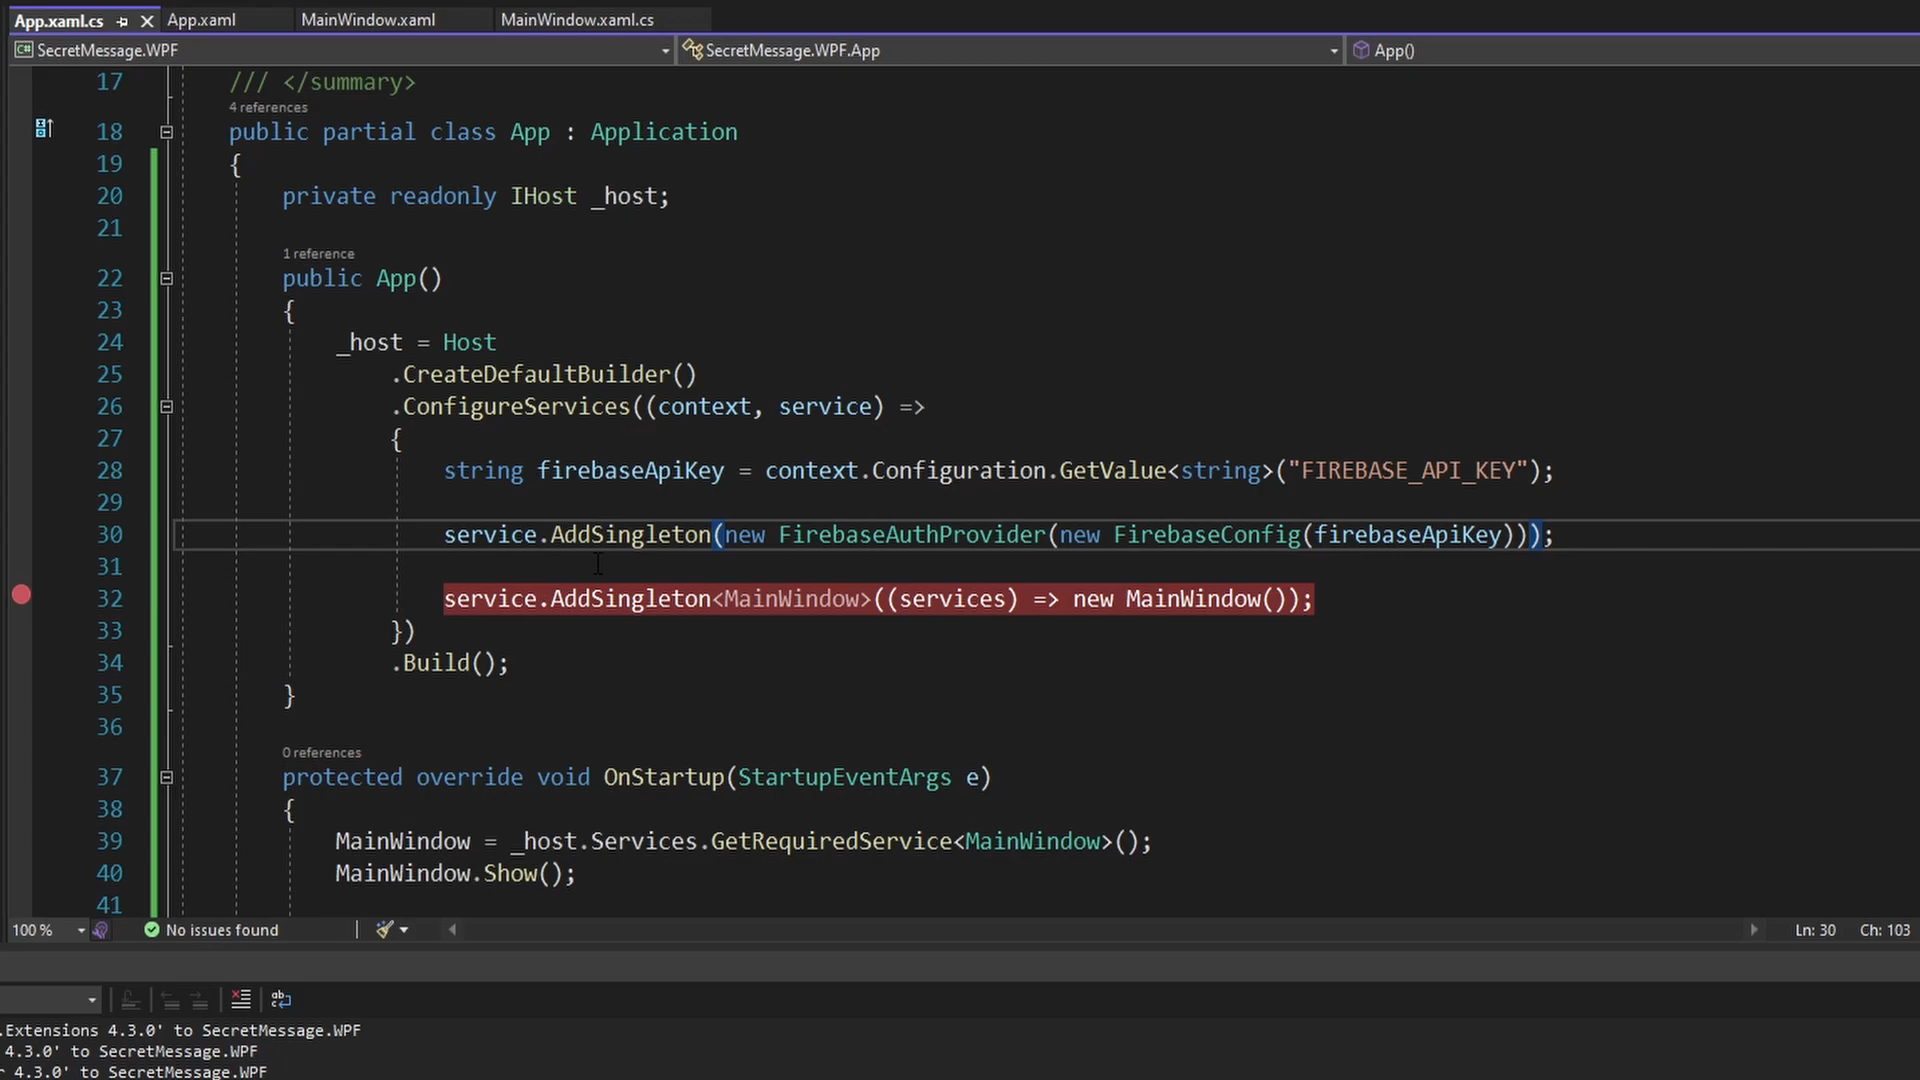 App.xaml.cs
App.xaml
MainWindow.xaml
MainWindow.xaml.cs
SecretMessage.WPF
SecretMessage.WPF.App
App()
17 /// </summary>
4 references
18 public partial class App : Application
19 {
20 private readonly IHost _host;
21
1 reference
22 public App()
23 {
24 _host = Host
25 .CreateDefaultBuilder()
26 .ConfigureServices((context, service) =>
27 {
28 string firebaseApiKey = context.Configuration.GetValue<string>("FIREBASE_API_KEY");
29
30 service.AddSingleton(new FirebaseAuthProvider(new FirebaseConfig(firebaseApiKey)));
31
32 service.AddSingleton<MainWindow>((services) => new MainWindow());
33 })
34 .Build();
35 }
36
0 references
37 protected override void OnStartup(StartupEventArgs e)
38 {
39 MainWindow = _host.Services.GetRequiredService<MainWindow>();
40 MainWindow.Show();
41
100 % No issues found Ln: 30 Ch: 103
.Extensions 4.3.0' to SecretMessage.WPF
4.3.0' to SecretMessage.WPF
r 4.3.0' to SecretMessage.WPF